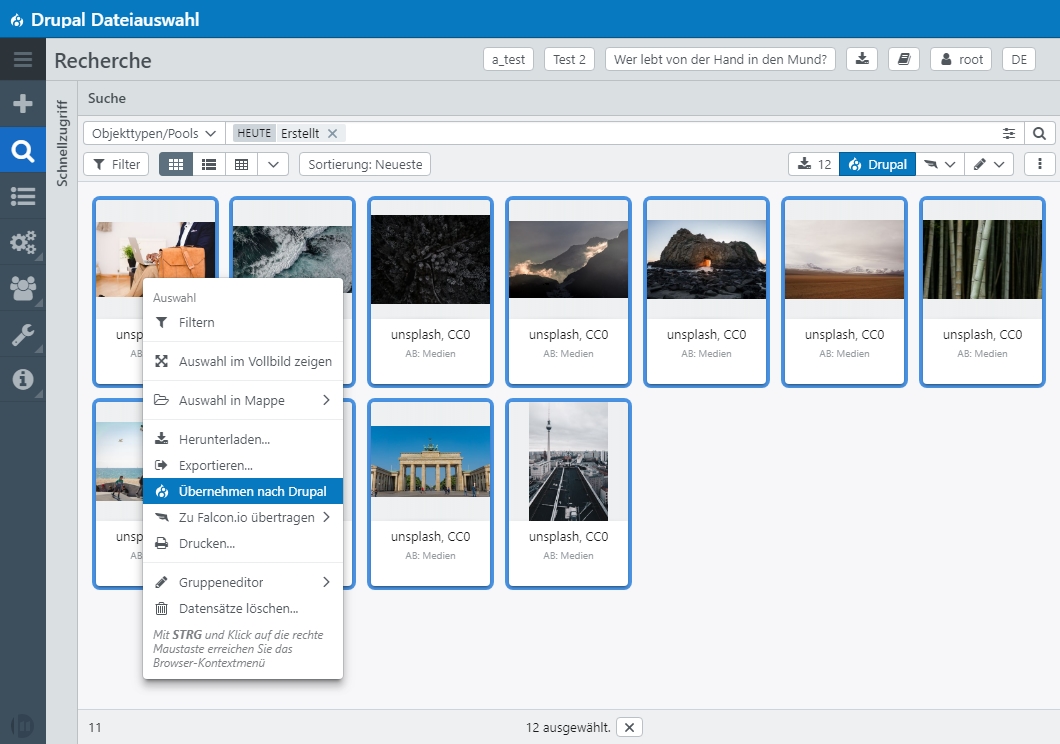 Drupal Dateiauswahl
Recherche
a_test
Test 2
Wer lebt von der Hand in den Mund?
root
DE
Schnellzugriff
Suche
Objekttypen/Pools
HEUTE Erstellt
Filter
Sortierung: Neueste
12
Drupal
unsplash, CC0
AB: Medien
unsplash, CC0
AB: Medien
unsplash, CC0
AB: Medien
unsplash, CC0
AB: Medien
unsplash, CC0
AB: Medien
unsp
AB
Auswahl
Filtern
Auswahl im Vollbild zeigen
Auswahl in Mappe
Herunterladen...
Exportieren...
Übernehmen nach Drupal
Zu Falcon.io übertragen
Drucken...
Gruppeneditor
Datensätze löschen...
Mit STRG und Klick auf die rechte
Maustaste erreichen Sie das
Browser-Kontextmenü
unsp
AB
unsplash, CC0
AB: Medien
unsplash, CC0
AB: Medien
11
12 ausgewählt.